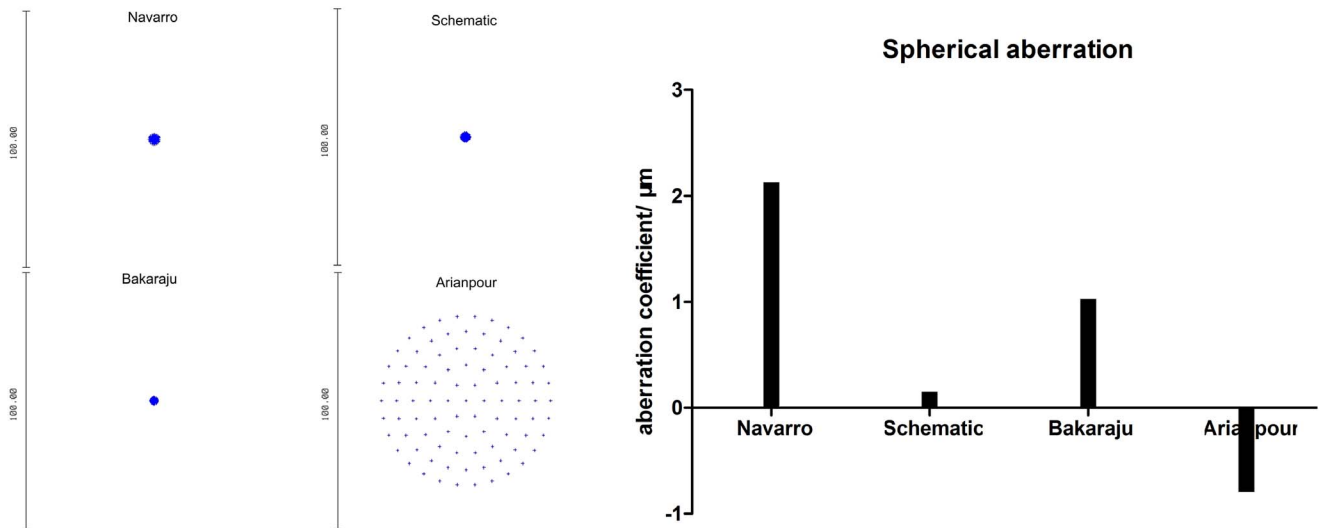 Navarro
100.00
Schematic
100.00
Bakaraju
100.00
Arianpour
100.00
Spherical aberration
aberration coefficient/ µm
3
2
1
0
-1
Navarro
Schematic
Bakaraju
Arianpour